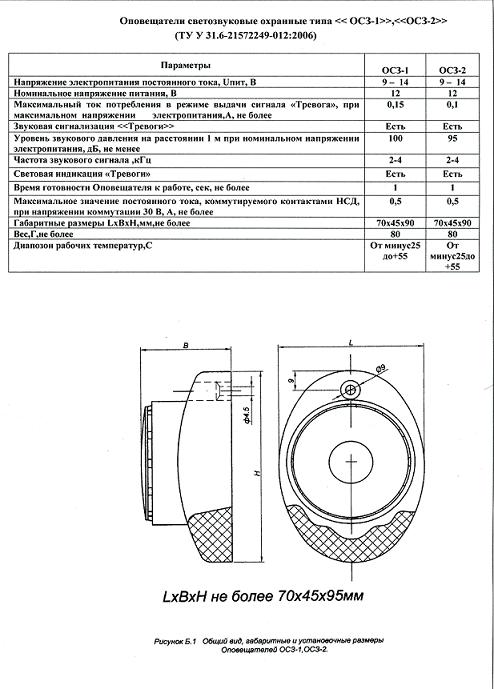 Оповещатели светозвуковые охранные типа << ОСЗ-1>>,<<ОСЗ-2>>
(ТУ У 31.6-21572249-012:2006)
Параметры ОСЗ-1 ОСЗ-2
Напряжение электропитания постоянного тока, Uпит, В 9 – 14 9 – 14
Номинальное напряжение питания, В 12 12
Максимальный ток потребления в режиме выдачи сигнала «Тревога», при 0,15 0,1
максимальном напряжении электропитания,А, не более
Звуковая сигнализация <<Тревоги>> Есть Есть
Уровень звукового давления на расстоянии 1 м при номинальном напряжении 100 95
электропитания, дБ, не менее
Частота звукового сигнала ,кГц 2-4 2-4
Световая индикация «Тревоги» Есть Есть
Время готовности Оповещателя к работе, сек, не более 1 1
Максимальное значение постоянного тока, коммутируемого контактами НСД, 0,5 0,5
при напряжении коммутации 30 В, А, не более
Габаритные размеры LxBxH,мм,не более 70х45х90 70х45х90
Вес,Г,не более 80 80
Диапазон рабочих температур,С От минус25 От
до+55 минус25до
+55
B
L
9
Ø9
ф4.5
H
LxBxH не более 70х45х95мм
Рисунок Б.1 Общий вид, габаритные и установочные размеры
Оповещателей ОСЗ-1,ОСЗ-2.